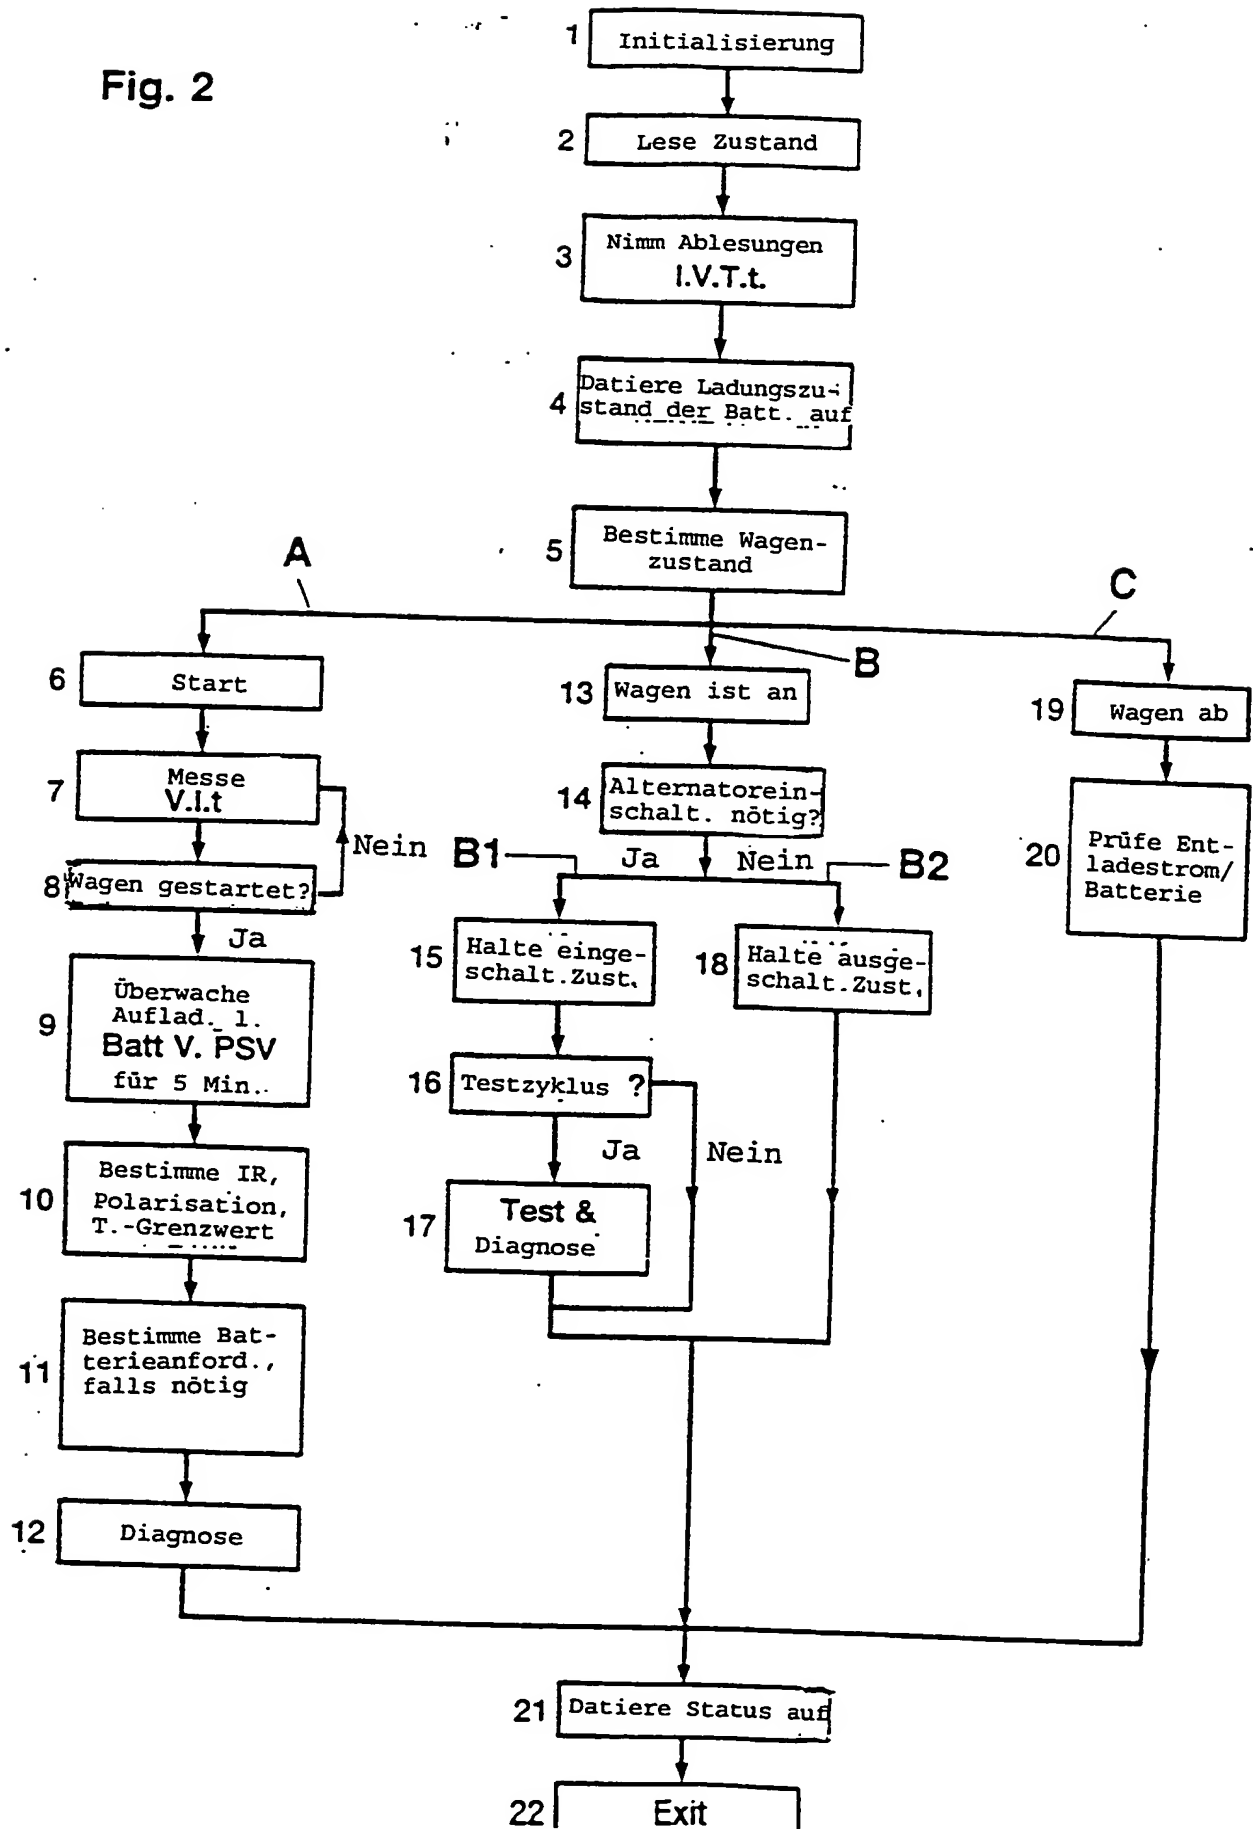 Fig. 2
1
Initialisierung
2
Lese Zustand
3
Nimm Ablesungen
I.V.T.t.
4
Datiere Ladungszu-
stand der Batt. auf
5
Bestimme Wagen-
zustand
A
B
C
6
Start
7
Messe
V.I.t
Nein
8
Wagen gestartet?
Ja
9
Überwache
Auflad. l.
Batt V. PSV
für 5 Min.
10
Bestimme IR,
Polarisation,
T.-Grenzwert
11
Bestimme Bat-
terieanford.,
falls nötig
12
Diagnose
13
Wagen ist an
14
Alternatorein-
schalt. nötig?
B1
Ja
Nein
B2
15
Halte einge-
schalt.Zust.
16
Testzyklus ?
Ja
Nein
17
Test &
Diagnose
18
Halte ausge-
schalt.Zust.
19
Wagen ab
20
Prüfe Ent-
ladestrom/
Batterie
21
Datiere Status auf
22
Exit